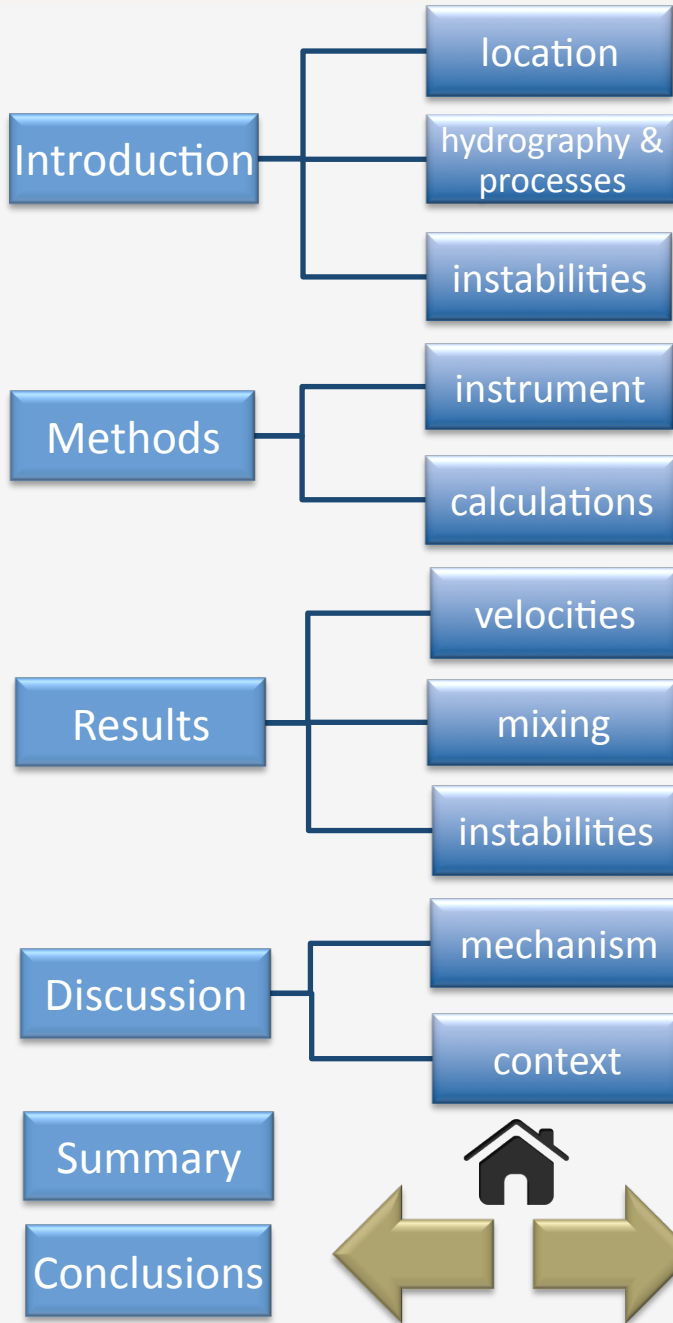 Introduction
location
hydrography &
processes
instabilities
Methods
instrument
calculations
Results
velocities
mixing
instabilities
Discussion
mechanism
context
Summary
Conclusions